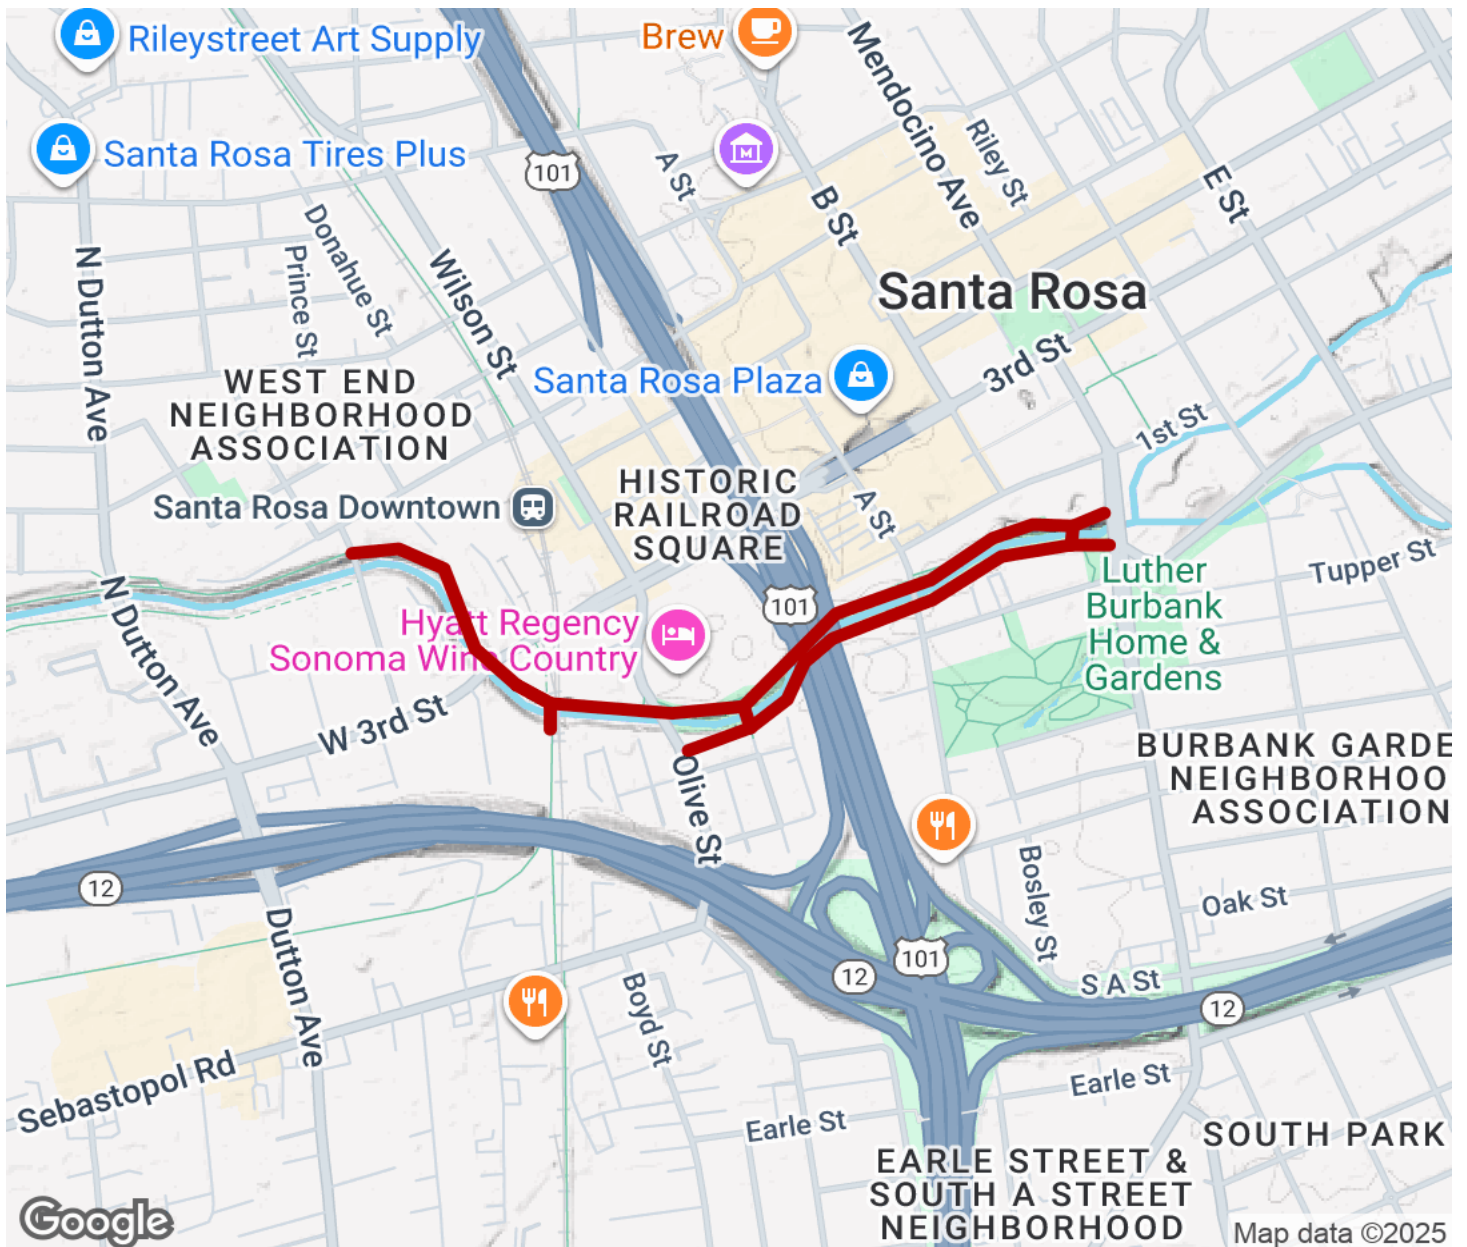 Rileystreet Art Supply
Brew
Mendocino Ave
Santa Rosa Tires Plus
101
A St
Riley St
E St
B St
N Dutton Ave
Prince St
Donahue St
Wilson St
Santa Rosa
3rd St
Santa Rosa Plaza
WEST END
NEIGHBORHOOD
ASSOCIATION
1st St
HISTORIC
RAILROAD
SQUARE
A St
Santa Rosa Downtown
Tupper St
N Dutton Ave
101
Luther
Burbank
Home &
Gardens
Hyatt Regency
Sonoma Wine Country
W 3rd St
Olive St
BURBANK GARDE
NEIGHBORHOO
ASSOCIATION
12
Dutton Ave
Bosley St
Oak St
101
12
S A St
12
Boyd St
Sebastopol Rd
Earle St
Earle St
SOUTH PARK
EARLE STREET &
SOUTH A STREET
NEIGHBORHOOD
Google
Map data ©2025